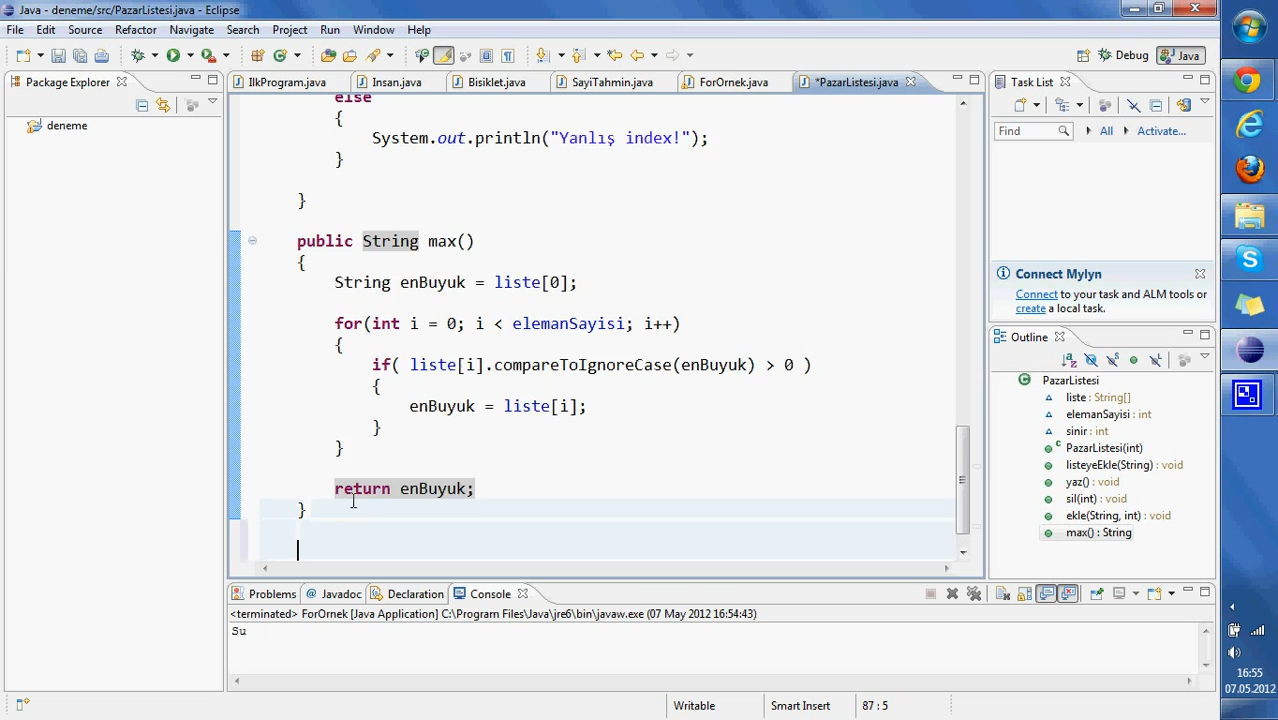 Java - deneme/src/PazarListesi.java - Eclipse
File Edit Source Refactor Navigate Search Project Run Window Help
Debug Java
Package Explorer
deneme
IlkProgram.java Insan.java Bisiklet.java SayiTahmin.java ForOrnek.java *PazarListesi.java
else
{
System.out.println("Yanlış index!");
}
}
public String max()
{
String enBuyuk = liste[0];
for(int i = 0; i < elemanSayisi; i++)
{
if( liste[i].compareToIgnoreCase(enBuyuk) > 0 )
{
enBuyuk = liste[i];
}
}
return enBuyuk;
}
Task List
Find All Activate...
Connect Mylyn
Connect to your task and ALM tools or
create a local task.
Outline
PazarListesi
liste : String[]
elemanSayisi : int
sinir : int
PazarListesi(int)
listeyeEkle(String) : void
yaz() : void
sil(int) : void
ekle(String, int) : void
max() : String
Problems Javadoc Declaration Console
<terminated> ForOrnek [Java Application] C:\Program Files\Java\jre6\bin\javaw.exe (07 May 2012 16:54:43)
Su
Writable Smart Insert 87 : 5
16:55
07.05.2012